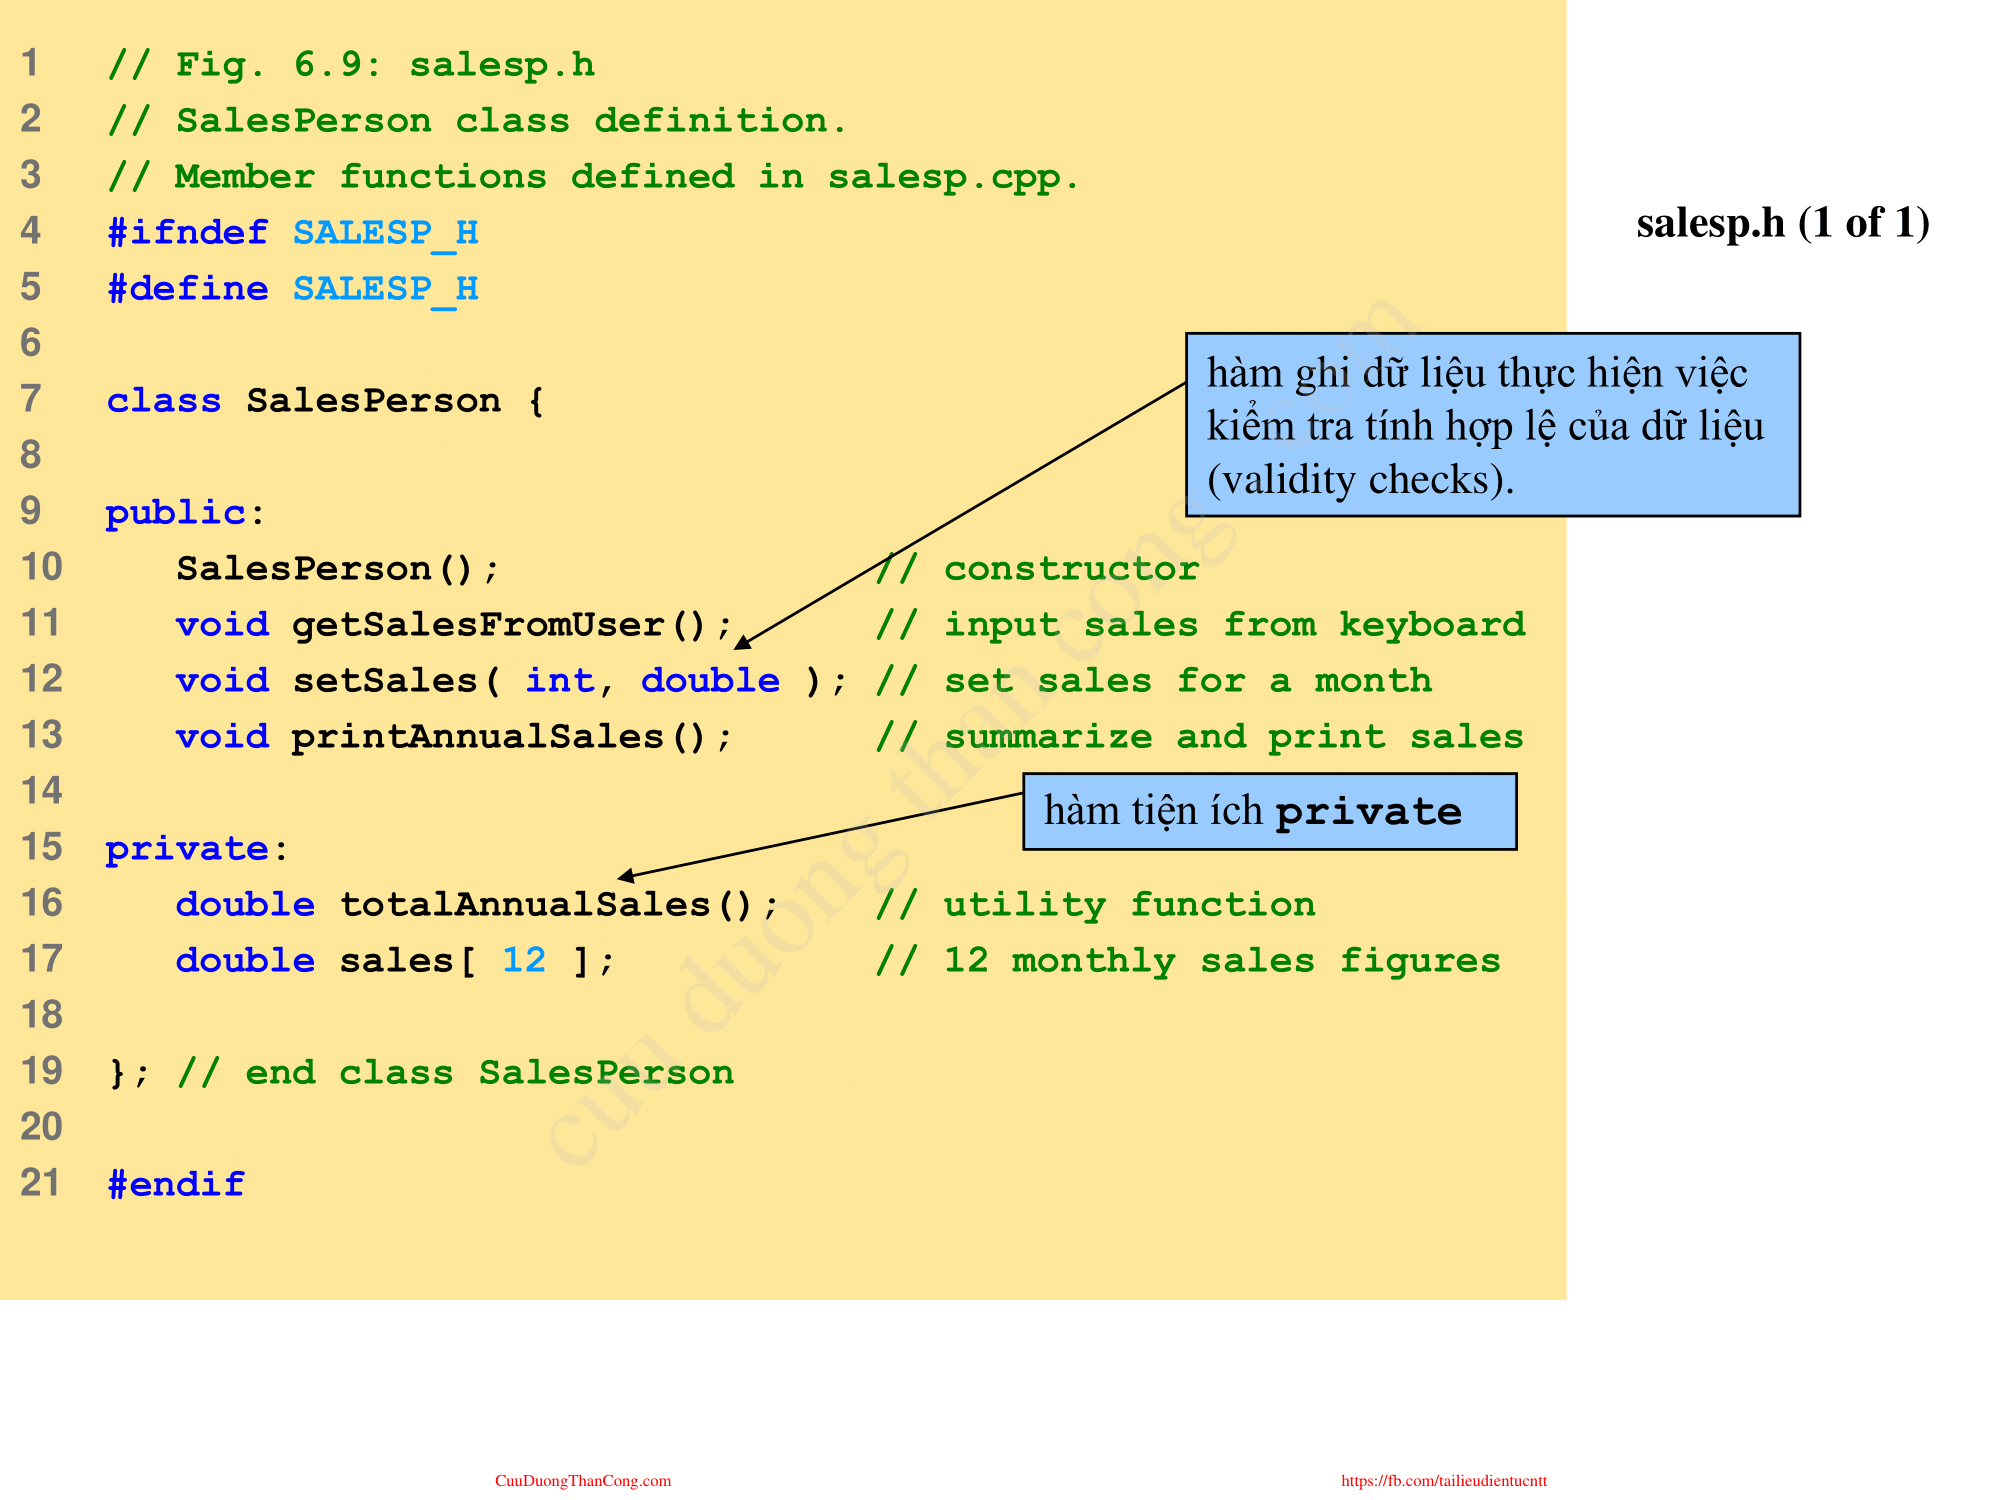 1 // Fig. 6.9: salesp.h
2 // SalesPerson class definition.
3 // Member functions defined in salesp.cpp.
4 #ifndef SALESP_H
5 #define SALESP_H
6
7 class SalesPerson {
8
9 public:
10 SalesPerson(); // constructor
11 void getSalesFromUser(); // input sales from keyboard
12 void setSales( int, double ); // set sales for a month
13 void printAnnualSales(); // summarize and print sales
14
15 private:
16 double totalAnnualSales(); // utility function
17 double sales[ 12 ]; // 12 monthly sales figures
18
19 }; // end class SalesPerson
20
21 #endif
salesp.h (1 of 1)
hàm ghi dữ liệu thực hiện việc
kiểm tra tính hợp lệ của dữ liệu
(validity checks).
hàm tiện ích private
cuu duong than cong . com
CuuDuongThanCong.com
https://fb.com/tailieudientucntt